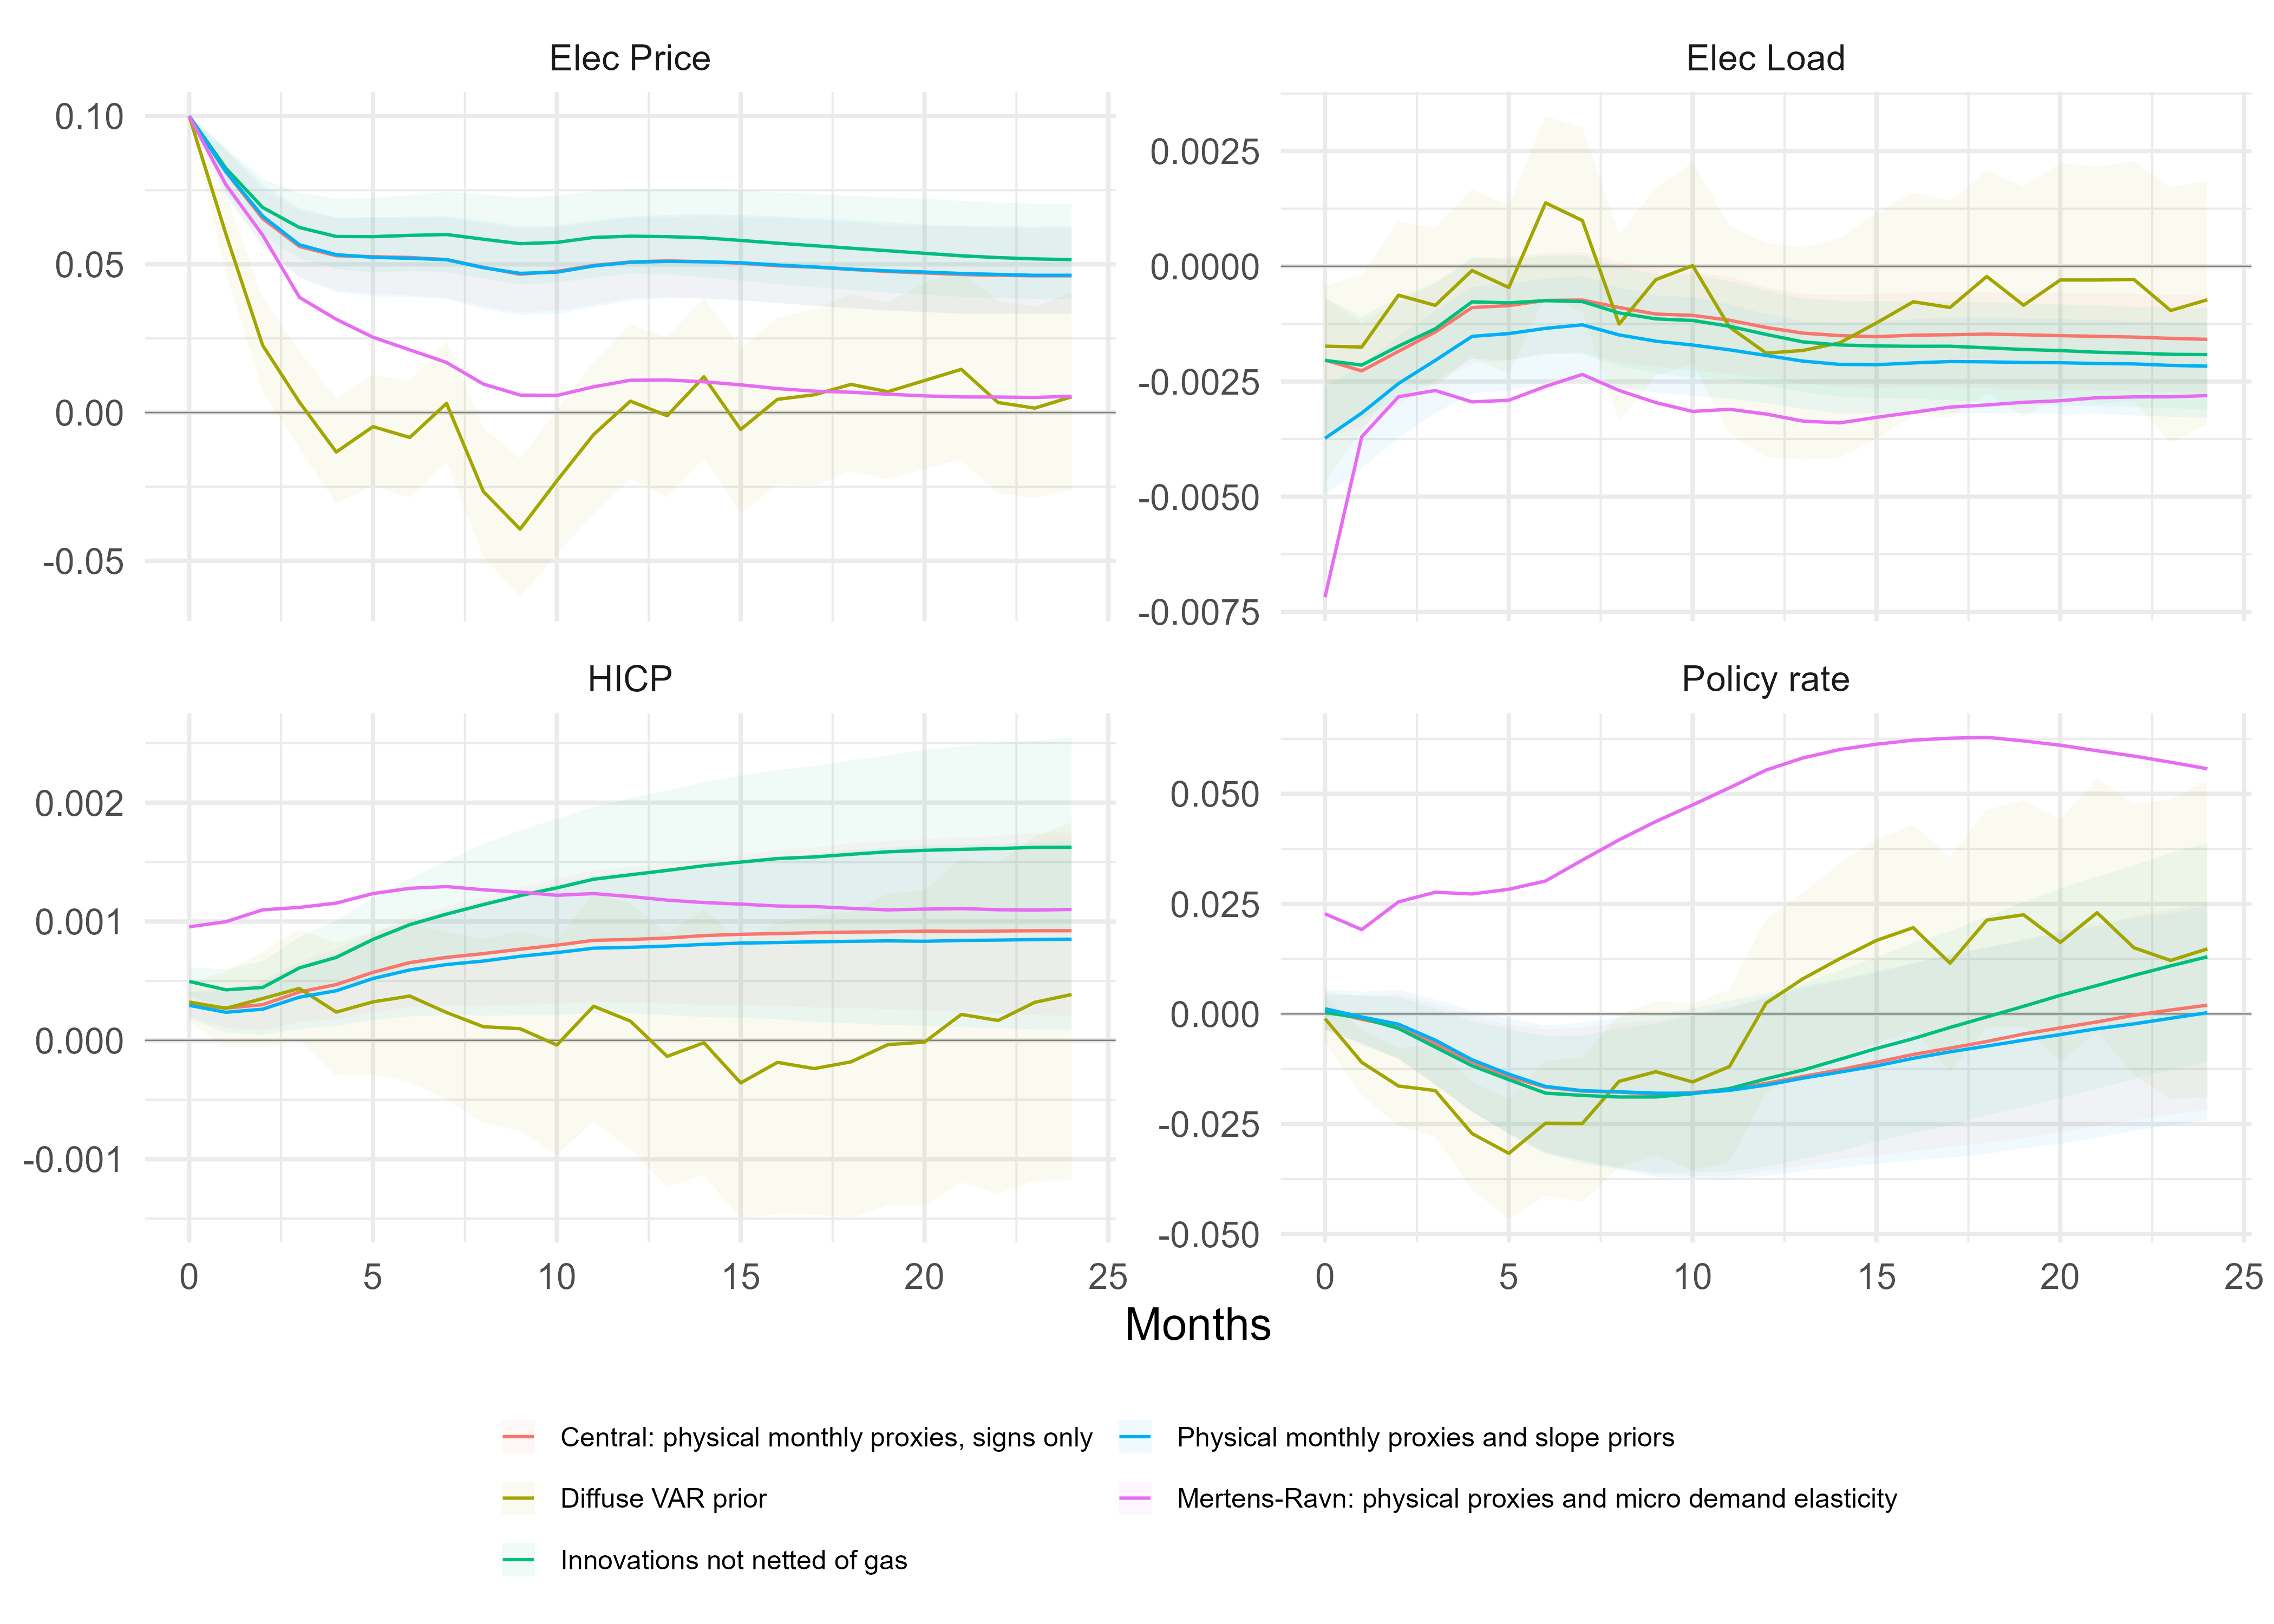 Elec Price
Elec Load
0.10
0.05
0.00
-0.05
0.0025
0.0000
-0.0025
-0.0050
-0.0075
HICP
Policy rate
0.002
0.001
0.000
-0.001
0.050
0.025
0.000
-0.025
-0.050
0 5 10 15 20 25
0 5 10 15 20 25
Months
Central: physical monthly proxies, signs only
Physical monthly proxies and slope priors
Diffuse VAR prior
Mertens-Ravn: physical proxies and micro demand elasticity
Innovations not netted of gas